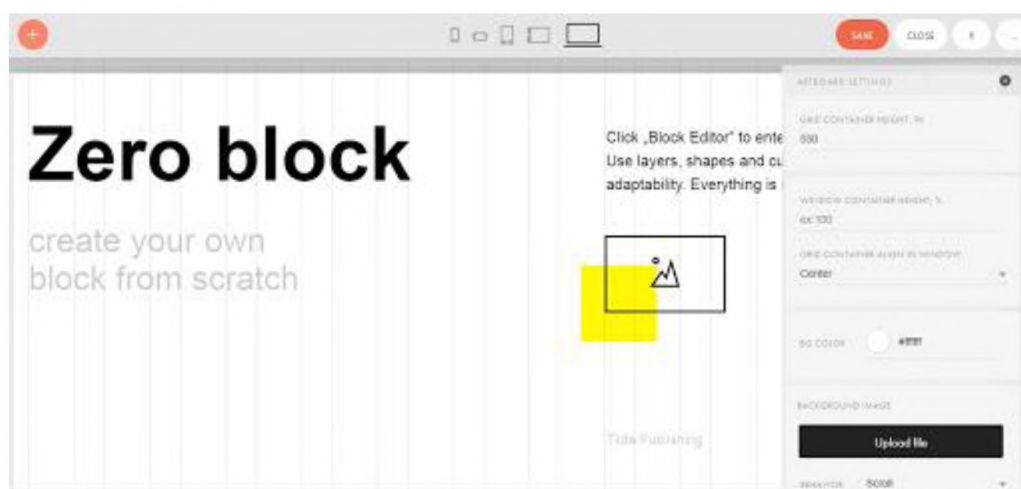 SAVE
CLOSE
Zero block
create your own
block from scratch
Click „Block Editor" to ente
Use layers, shapes and cu
adaptability. Everything is
Tilda Publishing
ARTBOARD SETTINGS
GRID CONTAINER HEIGHT, PX
550
WINDOW CONTAINER HEIGHT, %
ex: 100
GRID CONTAINER ALIGN IN WINDOW
Center
BG COLOR
#ffffff
BACKGROUND IMAGE
Upload file
BEHAVIOR
Scroll